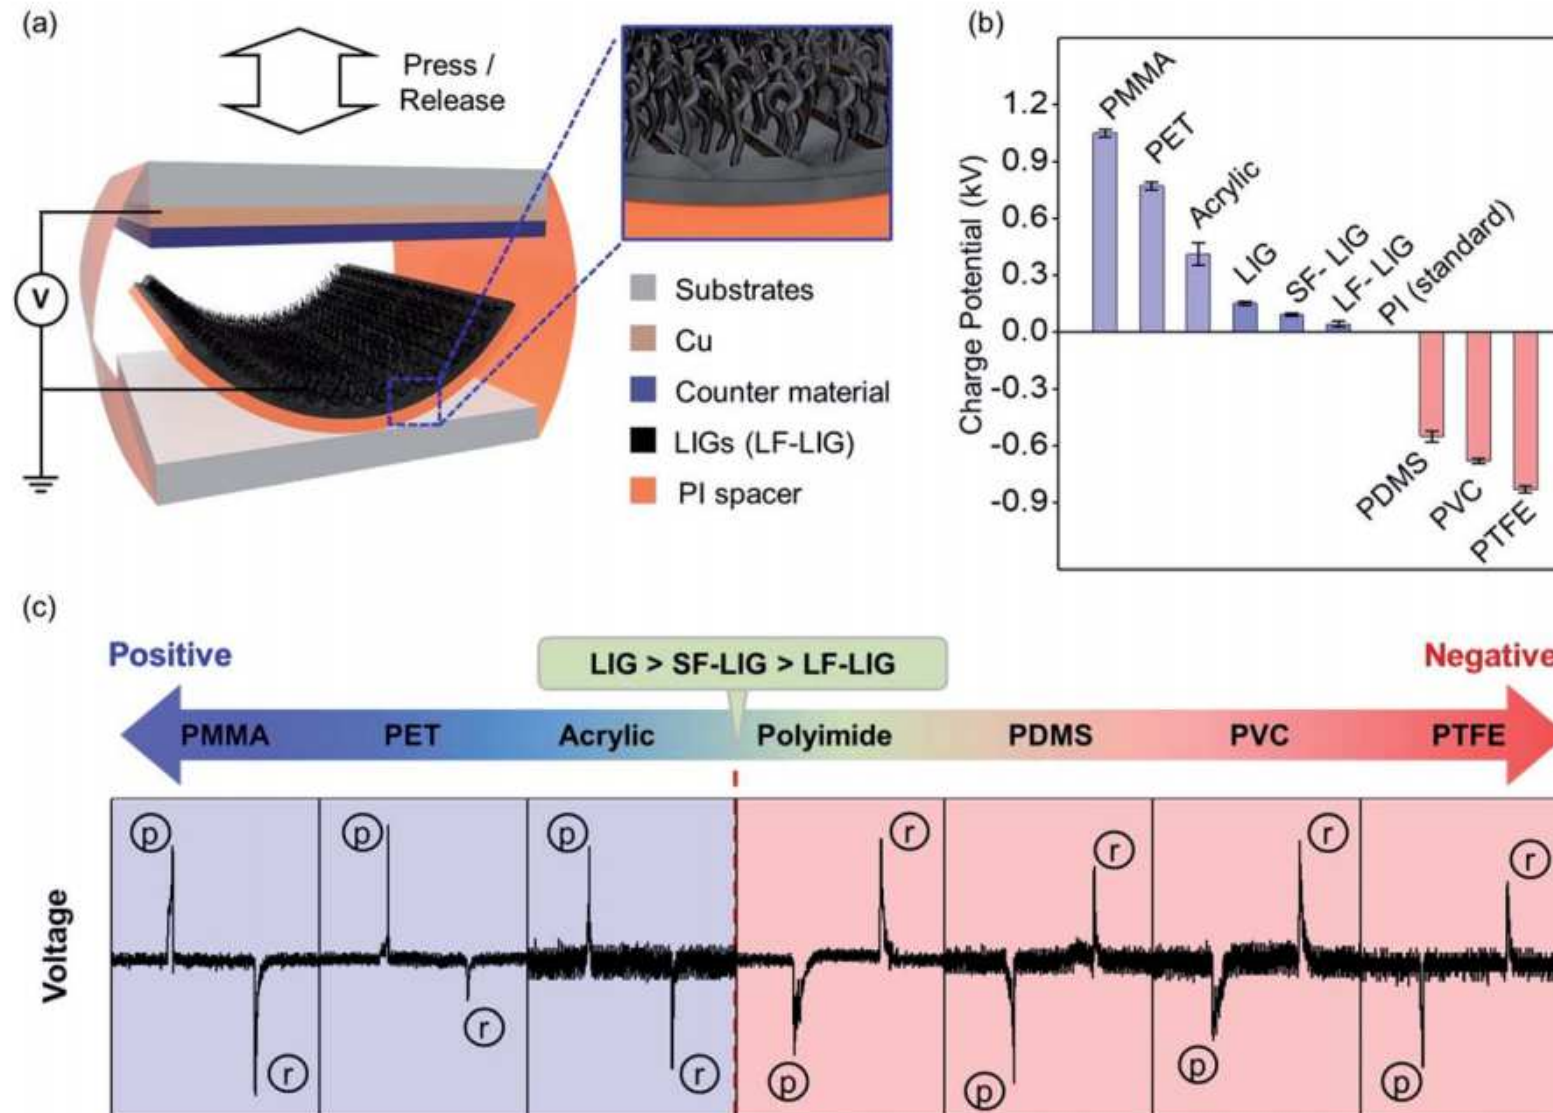 (a)
Press /
Release
V
Substrates
Cu
Counter material
LIGs (LF-LIG)
PI spacer
(b)
Charge Potential (kV)
1.2
0.9
0.6
0.3
0.0
-0.3
-0.6
-0.9
PMMA
PET
Acrylic
LIG
SF- LIG
LF- LIG
PI (standard)
PDMS
PVC
PTFE
(c)
Positive
LIG > SF-LIG > LF-LIG
Negative
PMMA PET Acrylic Polyimide PDMS PVC PTFE
Voltage
p r
p r
p r
p r
p r
p r
p r